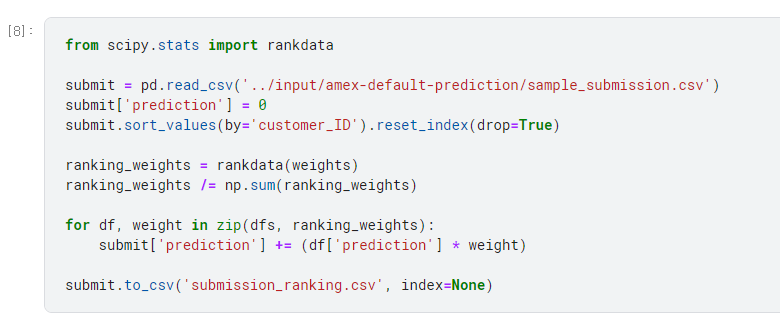 [8]:
from scipy.stats import rankdata
submit = pd.read_csv('../input/amex-default-prediction/sample_submission.csv')
submit['prediction'] = 0
submit.sort_values(by='customer_ID').reset_index(drop=True)
ranking_weights = rankdata(weights)
ranking_weights /= np.sum(ranking_weights)
for df, weight in zip(dfs, ranking_weights):
    submit['prediction'] += (df['prediction'] * weight)
submit.to_csv('submission_ranking.csv', index=None)